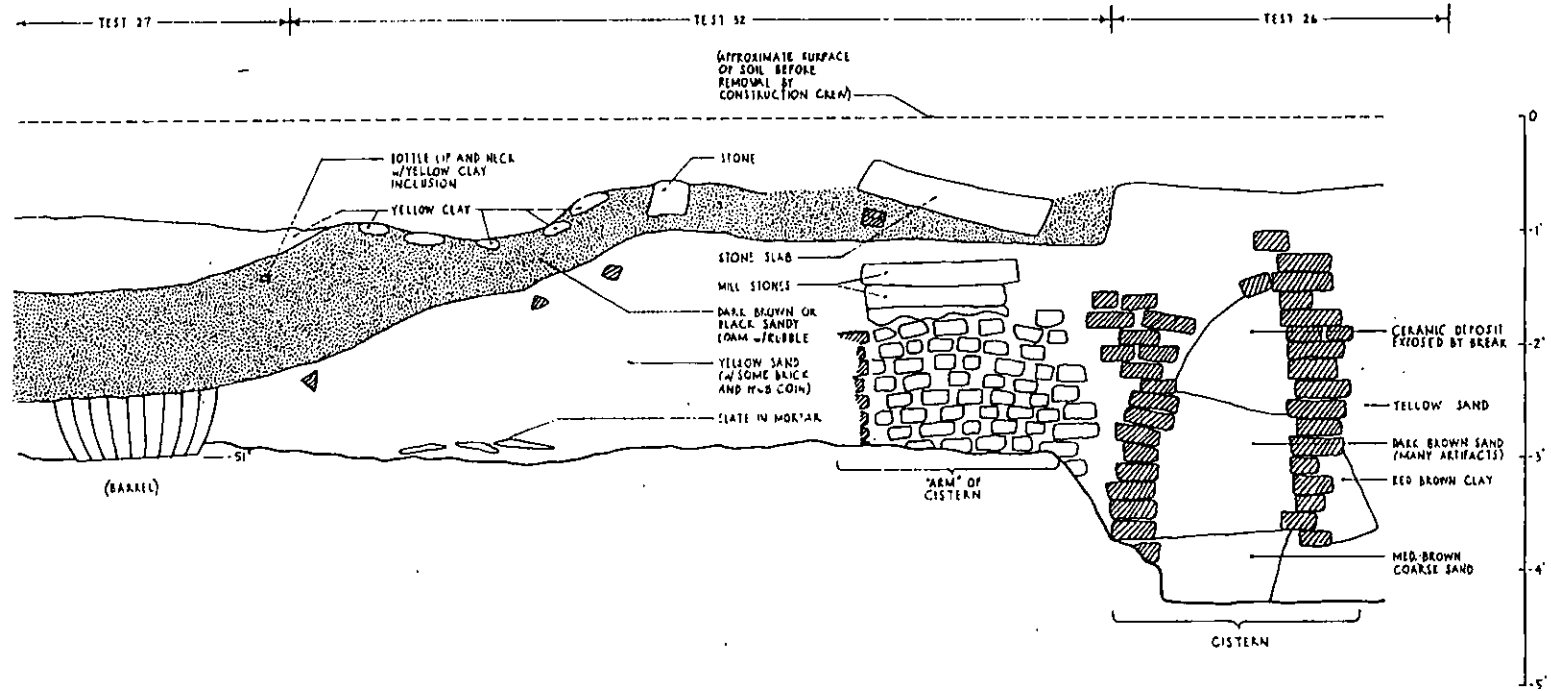 TEST 27
TEST 52
TEST 26
(APPROXIMATE SURFACE
OF SOIL BEFORE
REMOVAL BY
CONSTRUCTION CREW)
0
BOTTLE LIP AND NECK
W/YELLOW CLAY
INCLUSION
STONE
YELLOW CLAY
-1'
STONE SLAB
MILL STONES
DARK BROWN OR
BLACK SANDY
LOAM W/RUBBLE
CERAMIC DEPOSIT
EXPOSED BY BREAK
-2'
YELLOW SAND
(W/ SOME BRICK
AND COIN)
YELLOW SAND
SLATE IN MORTAR
DARK BROWN SAND
(MANY ARTIFACTS)
-3'
-51"
(BARREL)
"ARM" OF
CISTERN
RED BROWN CLAY
MED. BROWN
COARSE SAND
-4'
CISTERN
-5'